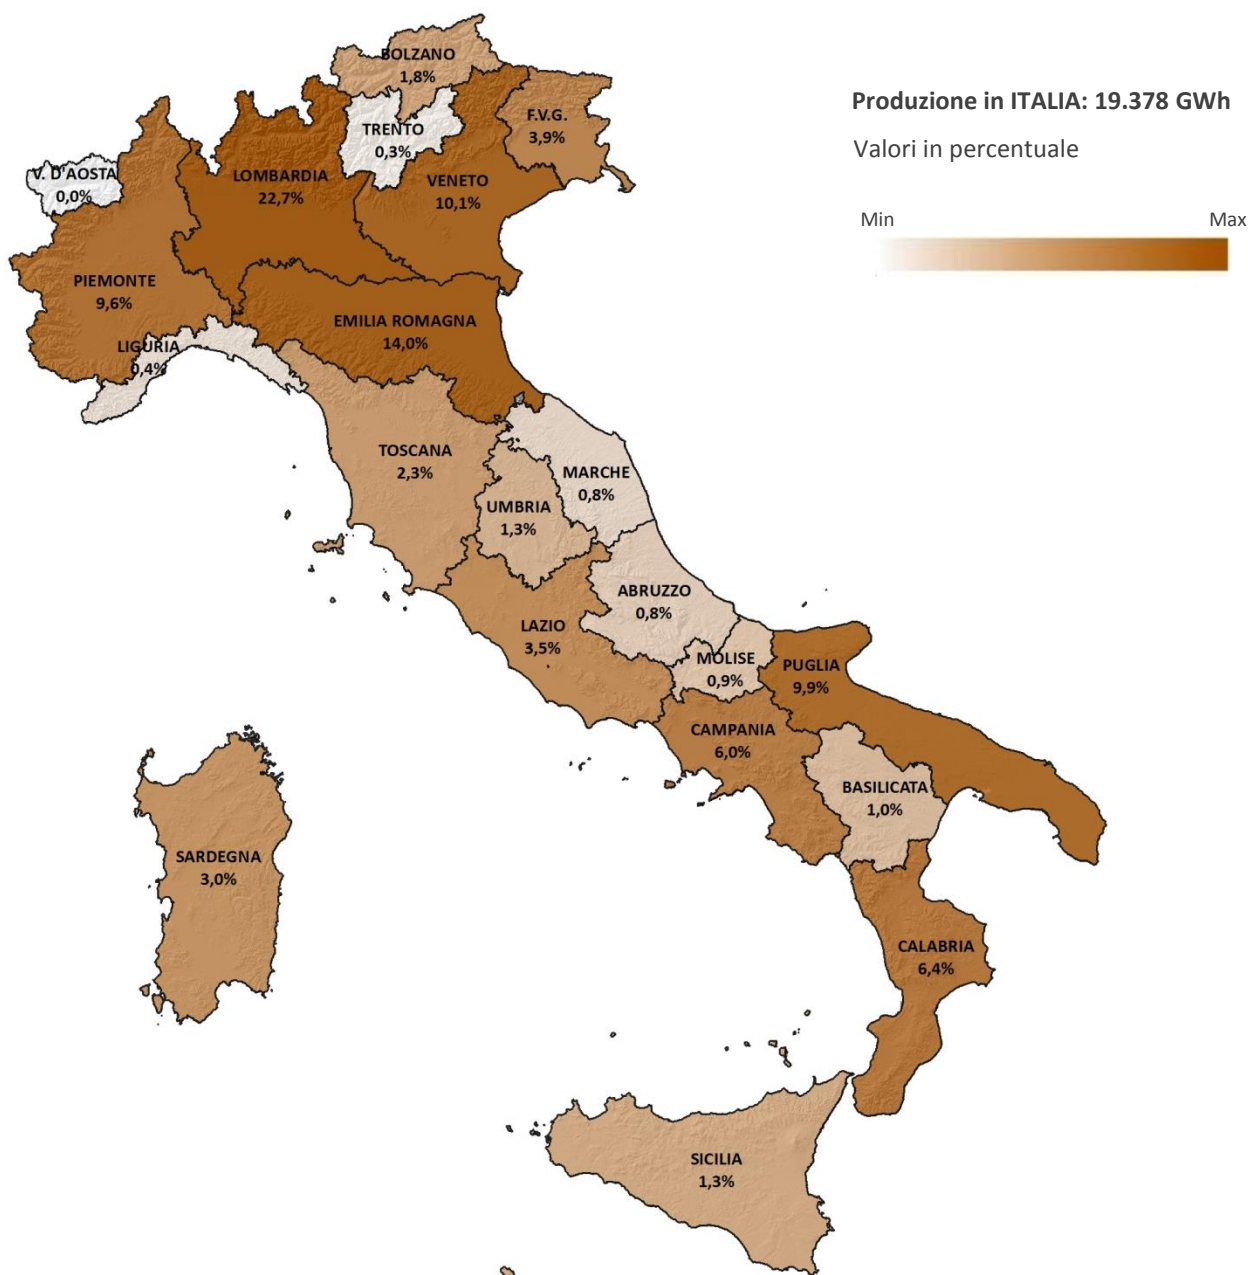 BOLZANO
1,8%
Produzione in ITALIA: 19.378 GWh
Valori in percentuale
Min
Max
F.V.G.
3,9%
TRENTO
0,3%
V. D'AOSTA
0,0%
LOMBARDIA
22,7%
VENETO
10,1%
PIEMONTE
9,6%
EMILIA ROMAGNA
14,0%
LIGURIA
0,4%
TOSCANA
2,3%
MARCHE
0,8%
UMBRIA
1,3%
ABRUZZO
0,8%
LAZIO
3,5%
MOLISE
0,9%
PUGLIA
9,9%
CAMPANIA
6,0%
BASILICATA
1,0%
SARDEGNA
3,0%
CALABRIA
6,4%
SICILIA
1,3%